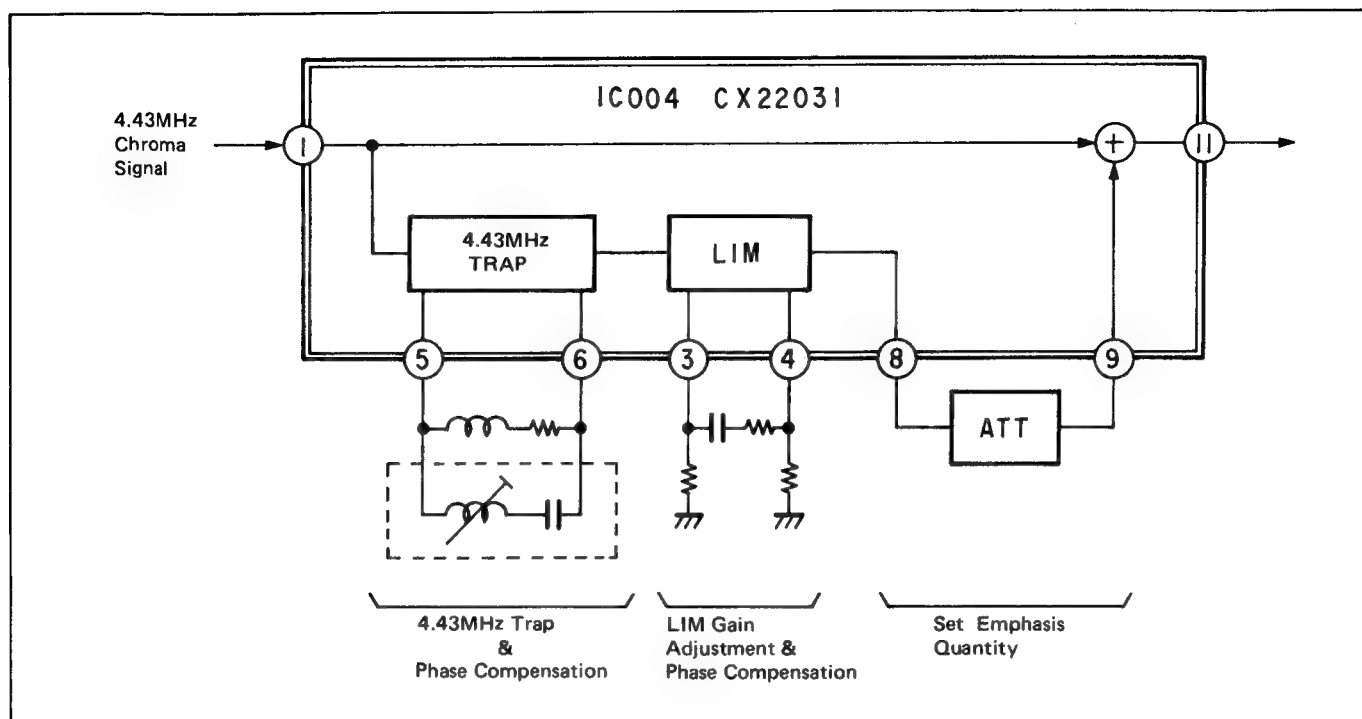 IC004 CX22031
4.43MHz
Chroma
Signal
1
+
11
4.43MHz
TRAP
LIM
5
6
3
4
8
9
ATT
4.43MHz Trap
&
Phase Compensation
LIM Gain
Adjustment &
Phase Compensation
Set Emphasis
Quantity